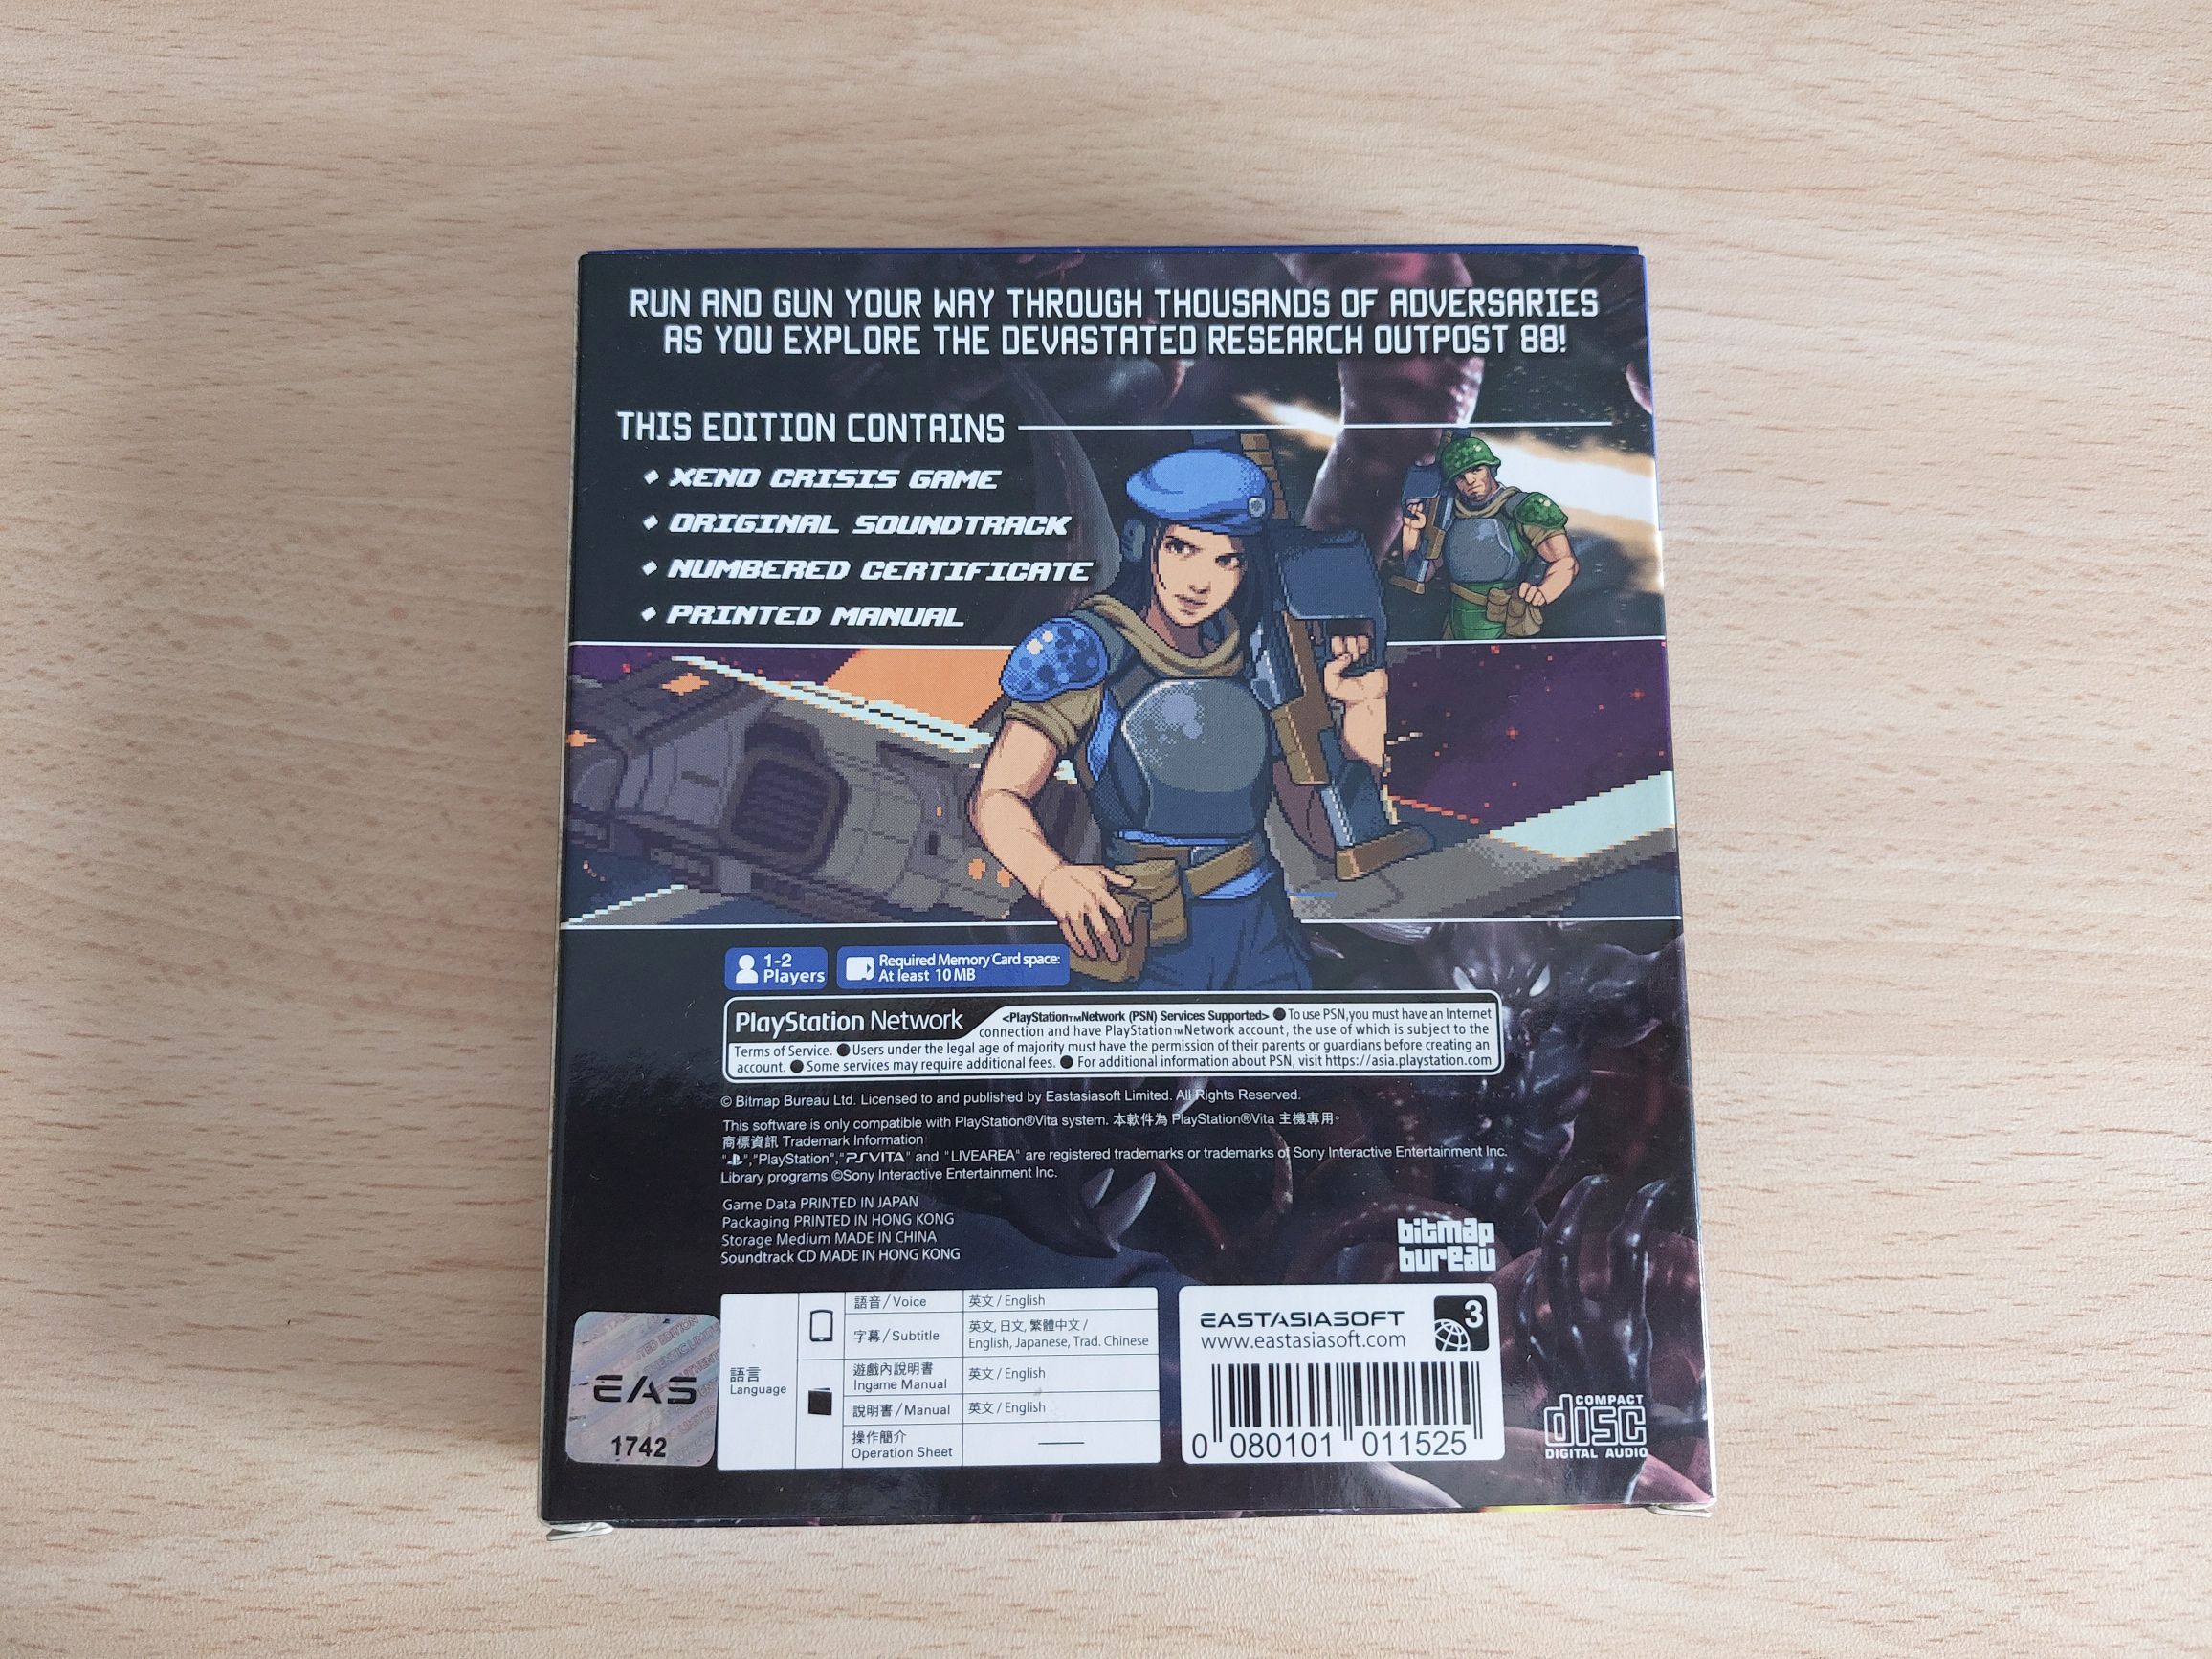 RUN AND GUN YOUR WAY THROUGH THOUSANDS OF ADVERSARIES
AS YOU EXPLORE THE DEVASTATED RESEARCH OUTPOST 88!
THIS EDITION CONTAINS
◆ XENO CRISIS GAME
◆ ORIGINAL SOUNDTRACK
◆ NUMBERED CERTIFICATE
◆ PRINTED MANUAL
1-2
Players
Required Memory Card space:
At least 10 MB
PlayStation Network
<PlayStation™Network (PSN) Services Supported> ●To use PSN,you must have an Internet
connection and have PlayStation™Network account, the use of which is subject to the
Terms of Service. ●Users under the legal age of majority must have the permission of their parents or guardians before creating an
account. ●Some services may require additional fees. ● For additional information about PSN, visit https://asia.playstation.com
© Bitmap Bureau Ltd. Licensed to and published by Eastasiasoft Limited. All Rights Reserved.
This software is only compatible with PlayStation®Vita system. 本軟件為 PlayStation®Vita 主機專用。
商標資訊 Trademark Information
"","PlayStation","PSVITA" and "LIVEAREA" are registered trademarks or trademarks of Sony Interactive Entertainment Inc.
Library programs ©Sony Interactive Entertainment Inc.
Game Data PRINTED IN JAPAN
Packaging PRINTED IN HONG KONG
Storage Medium MADE IN CHINA
Soundtrack CD MADE IN HONG KONG
bitmap
bureau
EAS
1742
語言
Language
語音/Voice
英文/English
字幕/Subtitle
英文, 日文, 繁體中文/
English, Japanese, Trad. Chinese
遊戲內說明書
Ingame Manual
英文/English
說明書/Manual
英文/English
操作簡介
Operation Sheet
EASTASIASOFT
www.eastasiasoft.com
3
0 080101 011525
COMPACT
disc
DIGITAL AUDIO